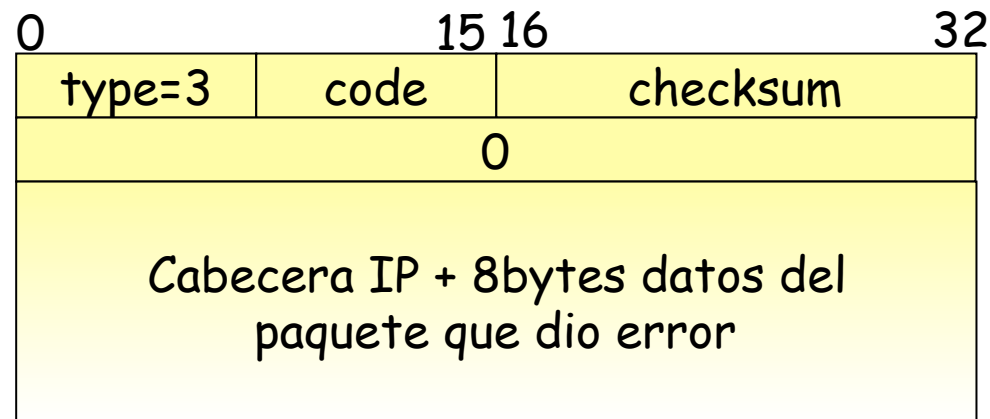 0 15 16 32
type=3 code checksum
0
Cabecera IP + 8bytes datos del
paquete que dio error